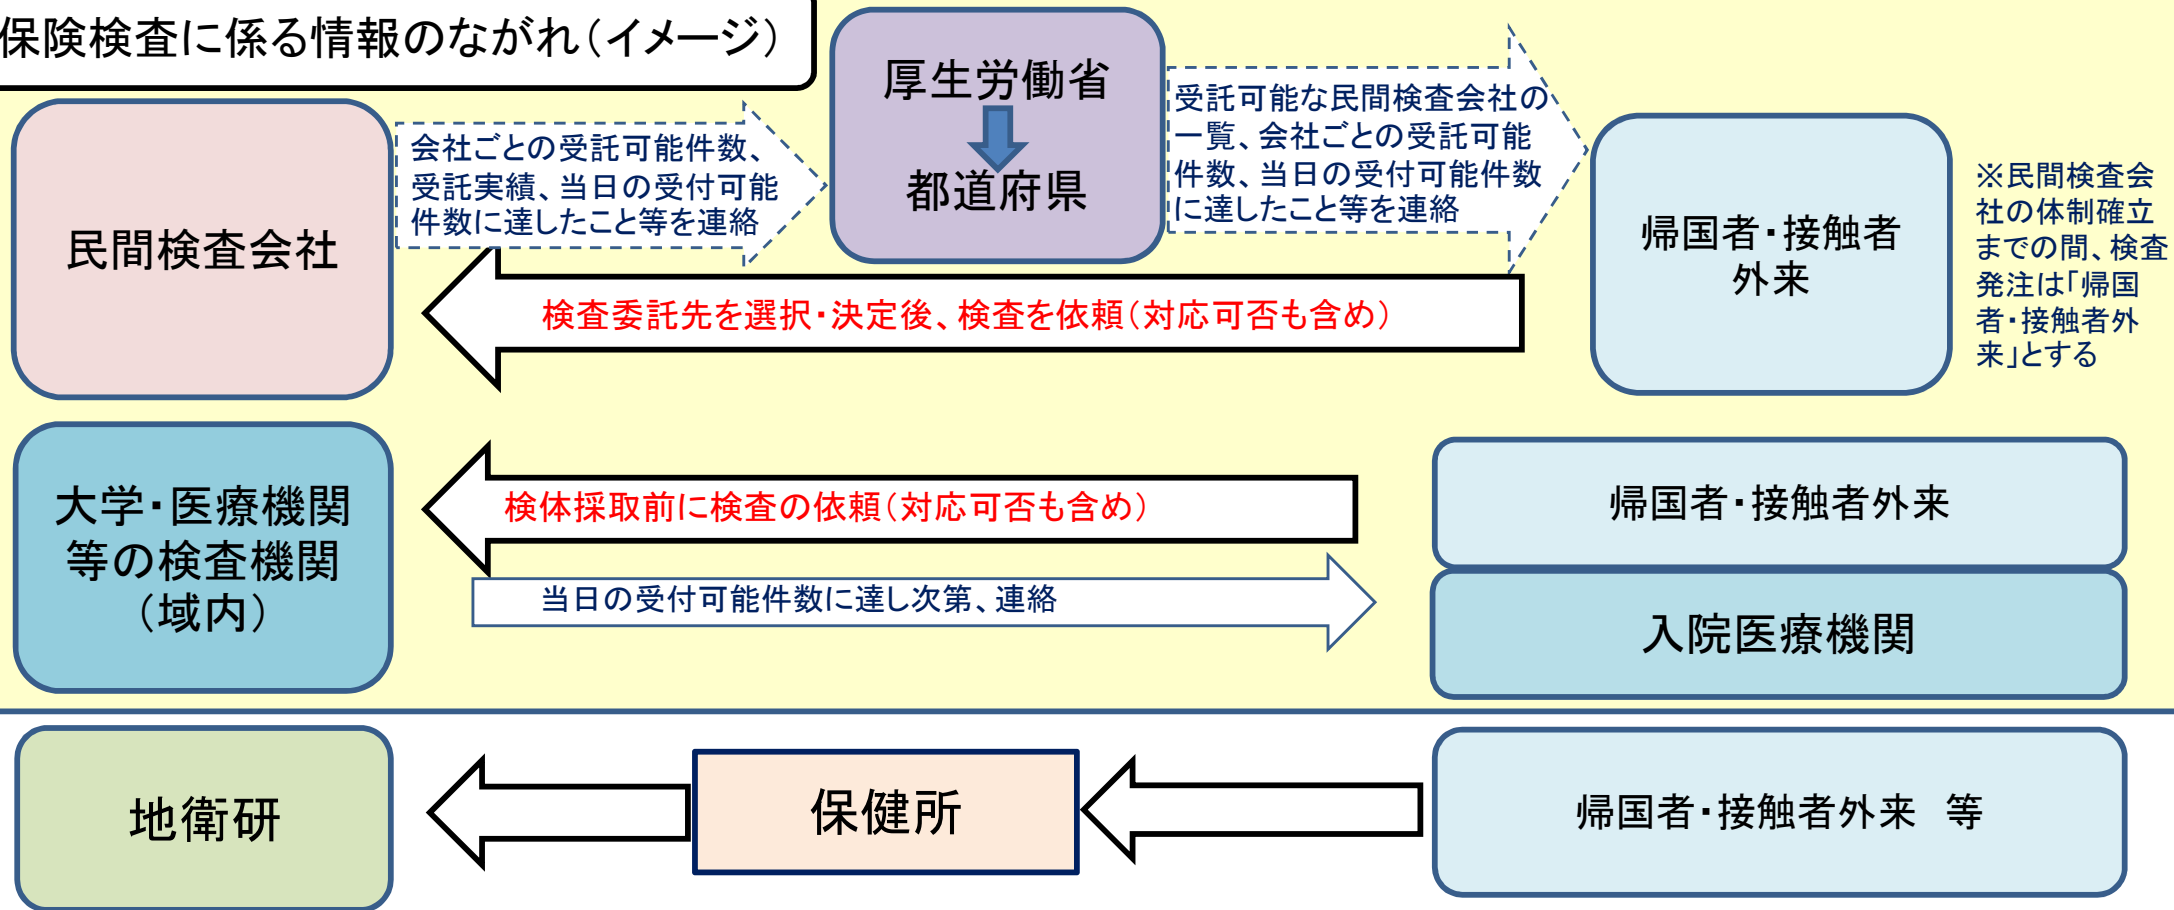 保険検査に係る情報のながれ（イメージ）
厚生労働省
都道府県
民間検査会社
会社ごとの受託可能件数、
受託実績、当日の受付可能
件数に達したこと等を連絡
受託可能な民間検査会社の
一覧、会社ごとの受託可能
件数、当日の受付可能件数
に達したこと等を連絡
帰国者・接触者
外来
※民間検査会
社の体制確立
までの間、検査
発注は「帰国
者・接触者外
来」とする
検査委託先を選択・決定後、検査を依頼（対応可否も含め）
大学・医療機関
等の検査機関
（域内）
検体採取前に検査の依頼（対応可否も含め）
当日の受付可能件数に達し次第、連絡
帰国者・接触者外来
入院医療機関
地衛研
保健所
帰国者・接触者外来　等